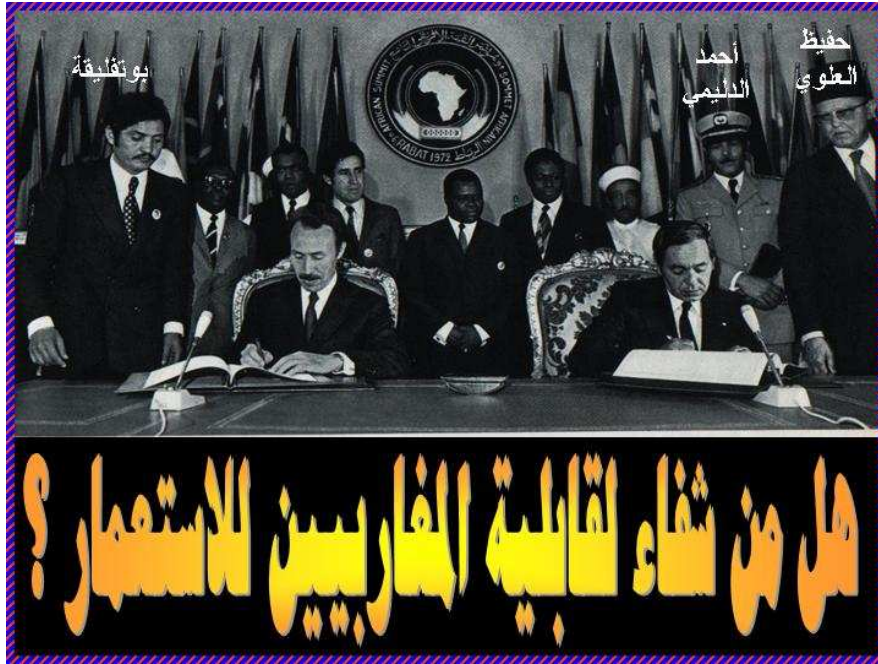 حفيظ
العلوي
أحمد
الدليمي
بوتفليقة
RABAT 1972
هل من شفاء لقابلية المغاربيين للاستعمار ؟